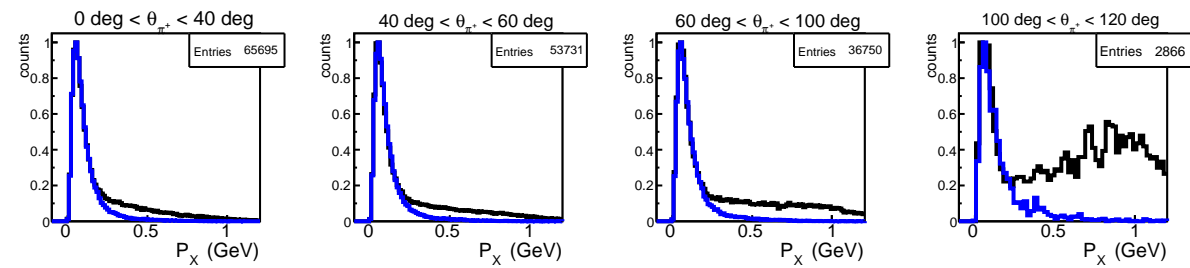 0 deg < θπ+ < 40 deg
counts
Entries 65695
1
0.8
0.6
0.4
0.2
0
0 0.5 1
PX (GeV)
40 deg < θπ+ < 60 deg
counts
Entries 53731
1
0.8
0.6
0.4
0.2
0
0 0.5 1
PX (GeV)
60 deg < θπ+ < 100 deg
counts
Entries 36750
1
0.8
0.6
0.4
0.2
0
0 0.5 1
PX (GeV)
100 deg < θπ+ < 120 deg
counts
Entries 2866
1
0.8
0.6
0.4
0.2
0
0 0.5 1
PX (GeV)